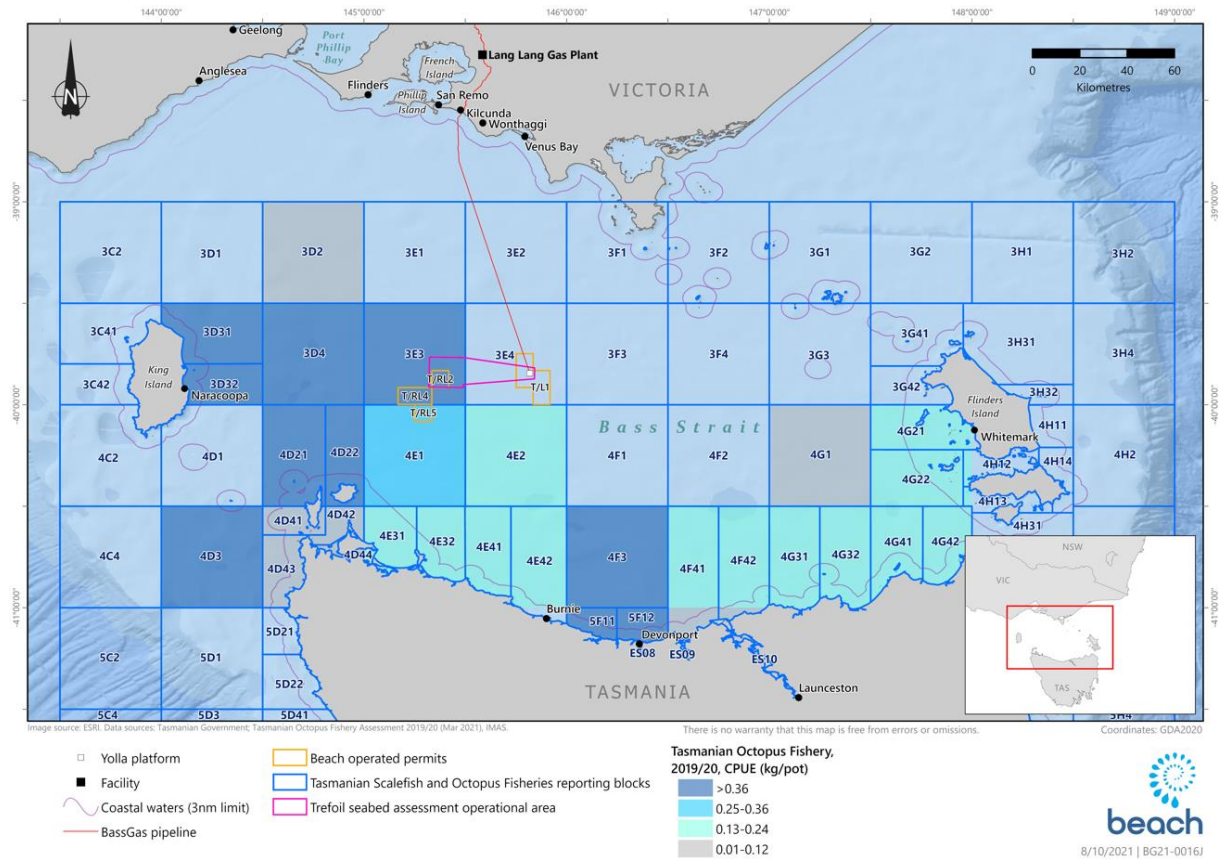 144°00'00"
145°00'00"
146°00'00"
147°00'00"
148°00'00"
149°00'00"
Geelong
Port
Phillip
Bay
Lang Lang Gas Plant
French
Island
Anglesea
Flinders
Phillip
Island
San Remo
Kilcunda
Wonthaggi
Venus Bay
VICTORIA
N
0 20 40 60
Kilometres
-39°00'00"
-39°00'00"
3C2
3D1
3D2
3E1
3E2
3F1
3F2
3G1
3G2
3H1
3H2
3C41
3D31
3D4
3E3
3E4
3F3
3F4
3G3
3G41
3H31
3H4
King
Island
3C42
3D32
Naracoopa
T/RL2
T/RL4
T/L1
3G42
Flinders
Island
3H32
-40°00'00"
-40°00'00"
T/RL5
Bass Strait
Whitemark
4C2
4D1
4D21
4D22
4E1
4E2
4F1
4F2
4G1
4G21
4G22
4H11
4H12
4H14
4H2
4H13
4H31
4C4
4D3
4D41
4D42
4D43
4D44
4E31
4E32
4E41
4E42
4F3
4F41
4F42
4G31
4G32
4G41
4G42
-41°00'00"
-41°00'00"
Burnie
5F11
5F12
Devonport
ES08
ES09
ES10
Launceston
5C2
5D1
5D21
5D22
5C4
5D3
5D41
5H4
TASMANIA
NSW
VIC
TAS
Image source: ESRI. Data sources: Tasmanian Government; Tasmanian Octopus Fishery Assessment 2019/20 (Mar 2021), IMAS.
There is no warranty that this map is free from errors or omissions.
Coordinates: GDA2020
Yolla platform
Facility
Coastal waters (3nm limit)
BassGas pipeline
Beach operated permits
Tasmanian Scalefish and Octopus Fisheries reporting blocks
Trefoil seabed assessment operational area
Tasmanian Octopus Fishery,
2019/20, CPUE (kg/pot)
>0.36
0.25-0.36
0.13-0.24
0.01-0.12
beach
8/10/2021 | BG21-0016J